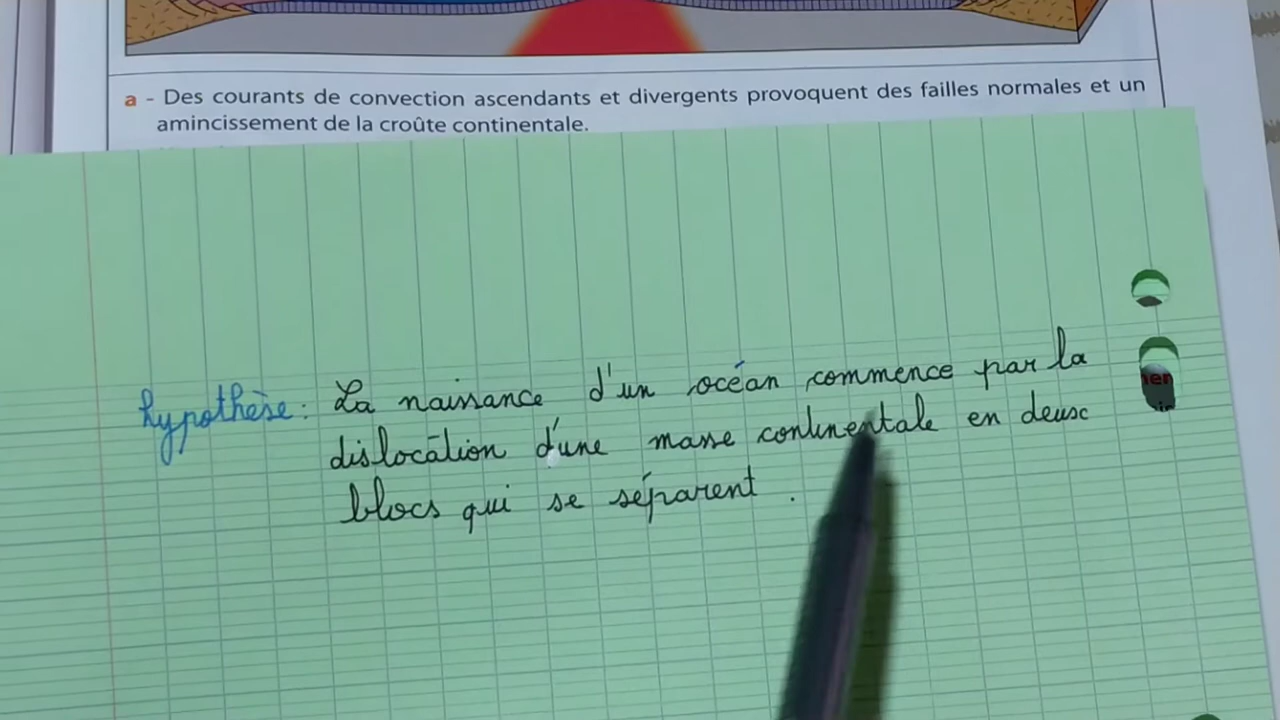 a - Des courants de convection ascendants et divergents provoquent des failles normales et un
amincissement de la croûte continentale.
hypothèse: La naissance d'un océan commence par la
dislocation d'une masse continentale en deux
blocs qui se séparent.